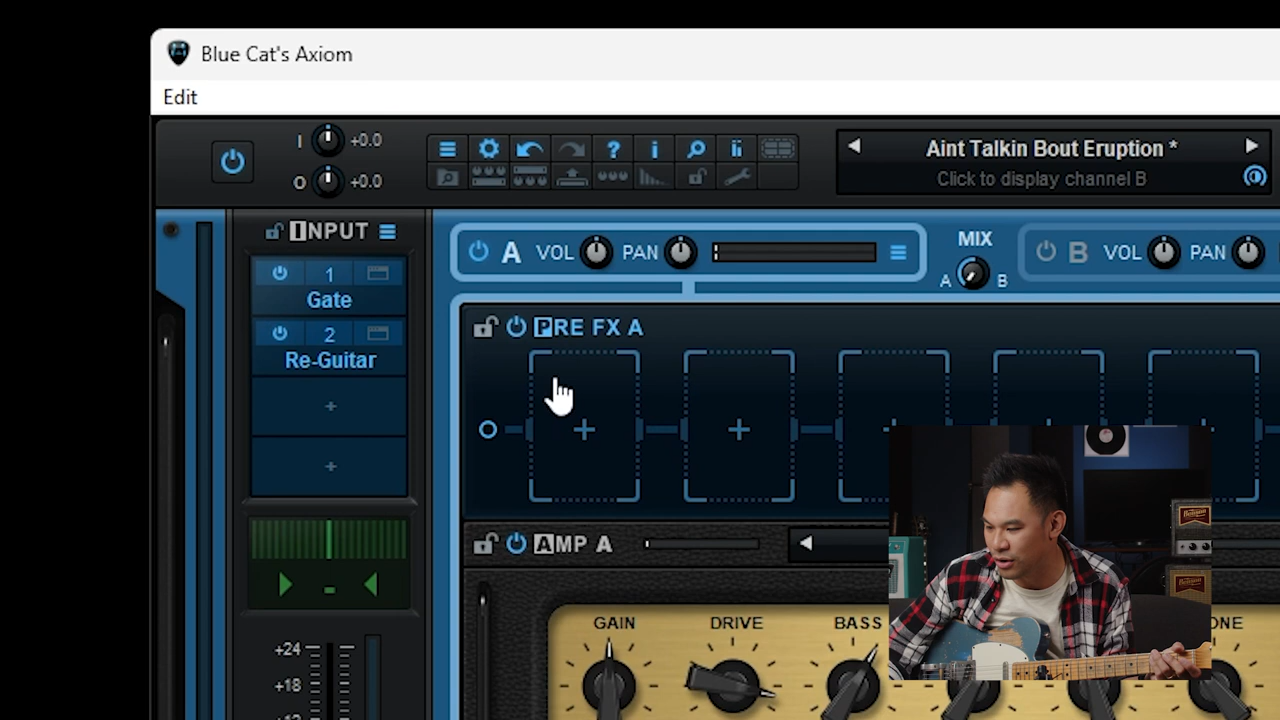 Blue Cat's Axiom
Edit
I +0.0
O +0.0
Aint Talkin Bout Eruption *
Click to display channel B
INPUT
1
Gate
2
Re-Guitar
+
+
A VOL PAN
MIX
A B
B VOL PAN
PRE FX A
+ +
AMP A
GAIN DRIVE BASS
+24
+18